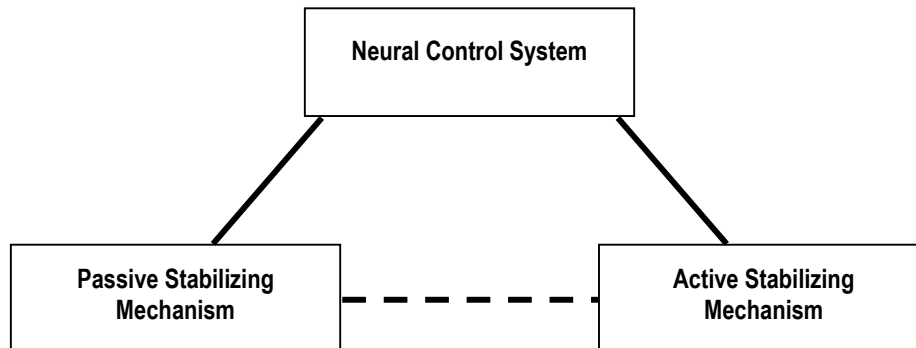 Neural Control System
Passive Stabilizing
Mechanism
Active Stabilizing
Mechanism